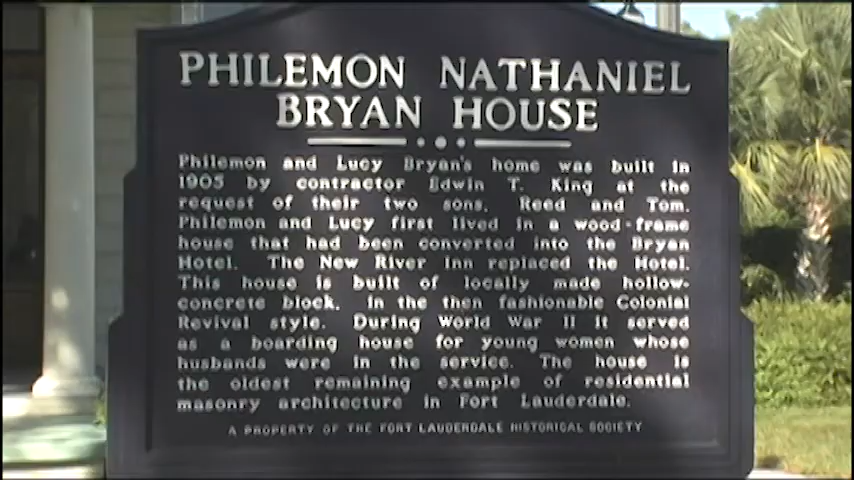 PHILEMON NATHANIEL
BRYAN HOUSE
Philemon and Lucy Bryan's home was built in
1905 by contractor Edwin T. King at the
request of their two sons, Reed and Tom.
Philemon and Lucy first lived in a wood-frame
house that had been converted into the Bryan
Hotel. The New River Inn replaced the Hotel.
This house is built of locally made hollow-
concrete block, in the then fashionable Colonial
Revival style. During World War II it served
as a boarding house for young women whose
husbands were in the service. The house is
the oldest remaining example of residential
masonry architecture in Fort Lauderdale.
A PROPERTY OF THE FORT LAUDERDALE HISTORICAL SOCIETY